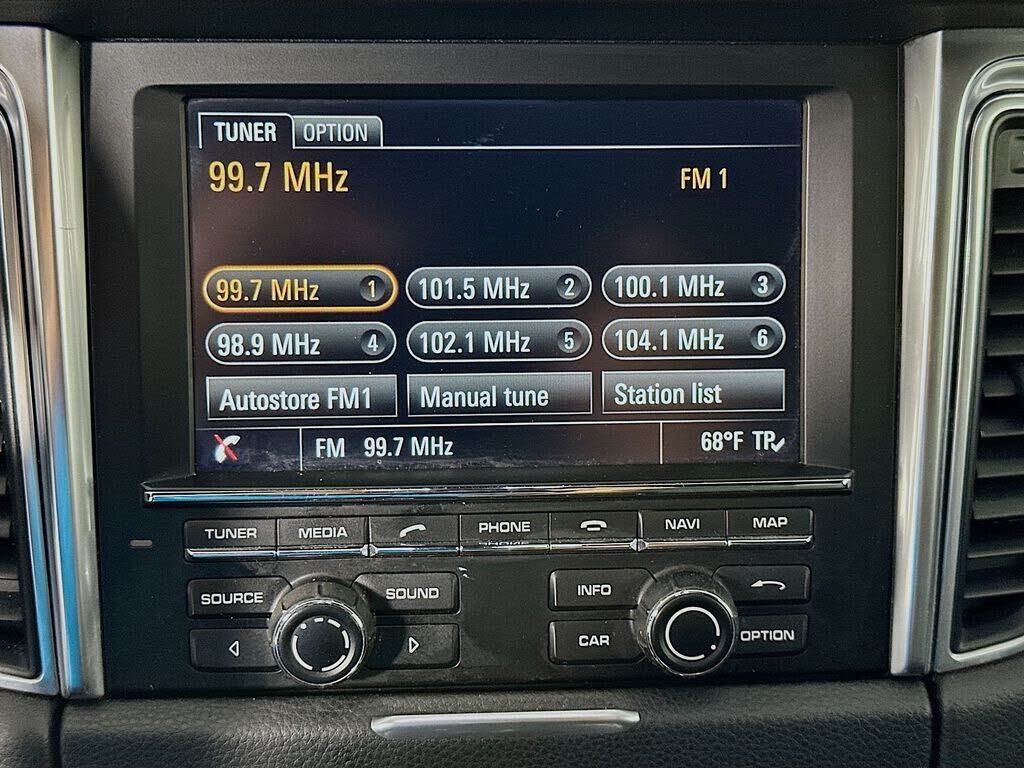 TUNER OPTION
99.7 MHz FM 1
99.7 MHz 1 101.5 MHz 2 100.1 MHz 3
98.9 MHz 4 102.1 MHz 5 104.1 MHz 6
Autostore FM1 Manual tune Station list
FM 99.7 MHz 68°F TP
TUNER MEDIA PHONE NAVI MAP
SOURCE SOUND INFO
CAR OPTION